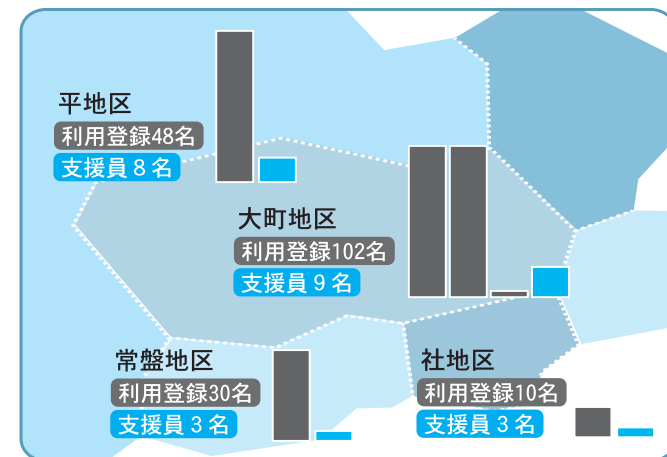 平地区
利用登録48名
支援員８名
大町地区
利用登録102名
支援員９名
常盤地区
利用登録30名
支援員３名
社地区
利用登録10名
支援員３名